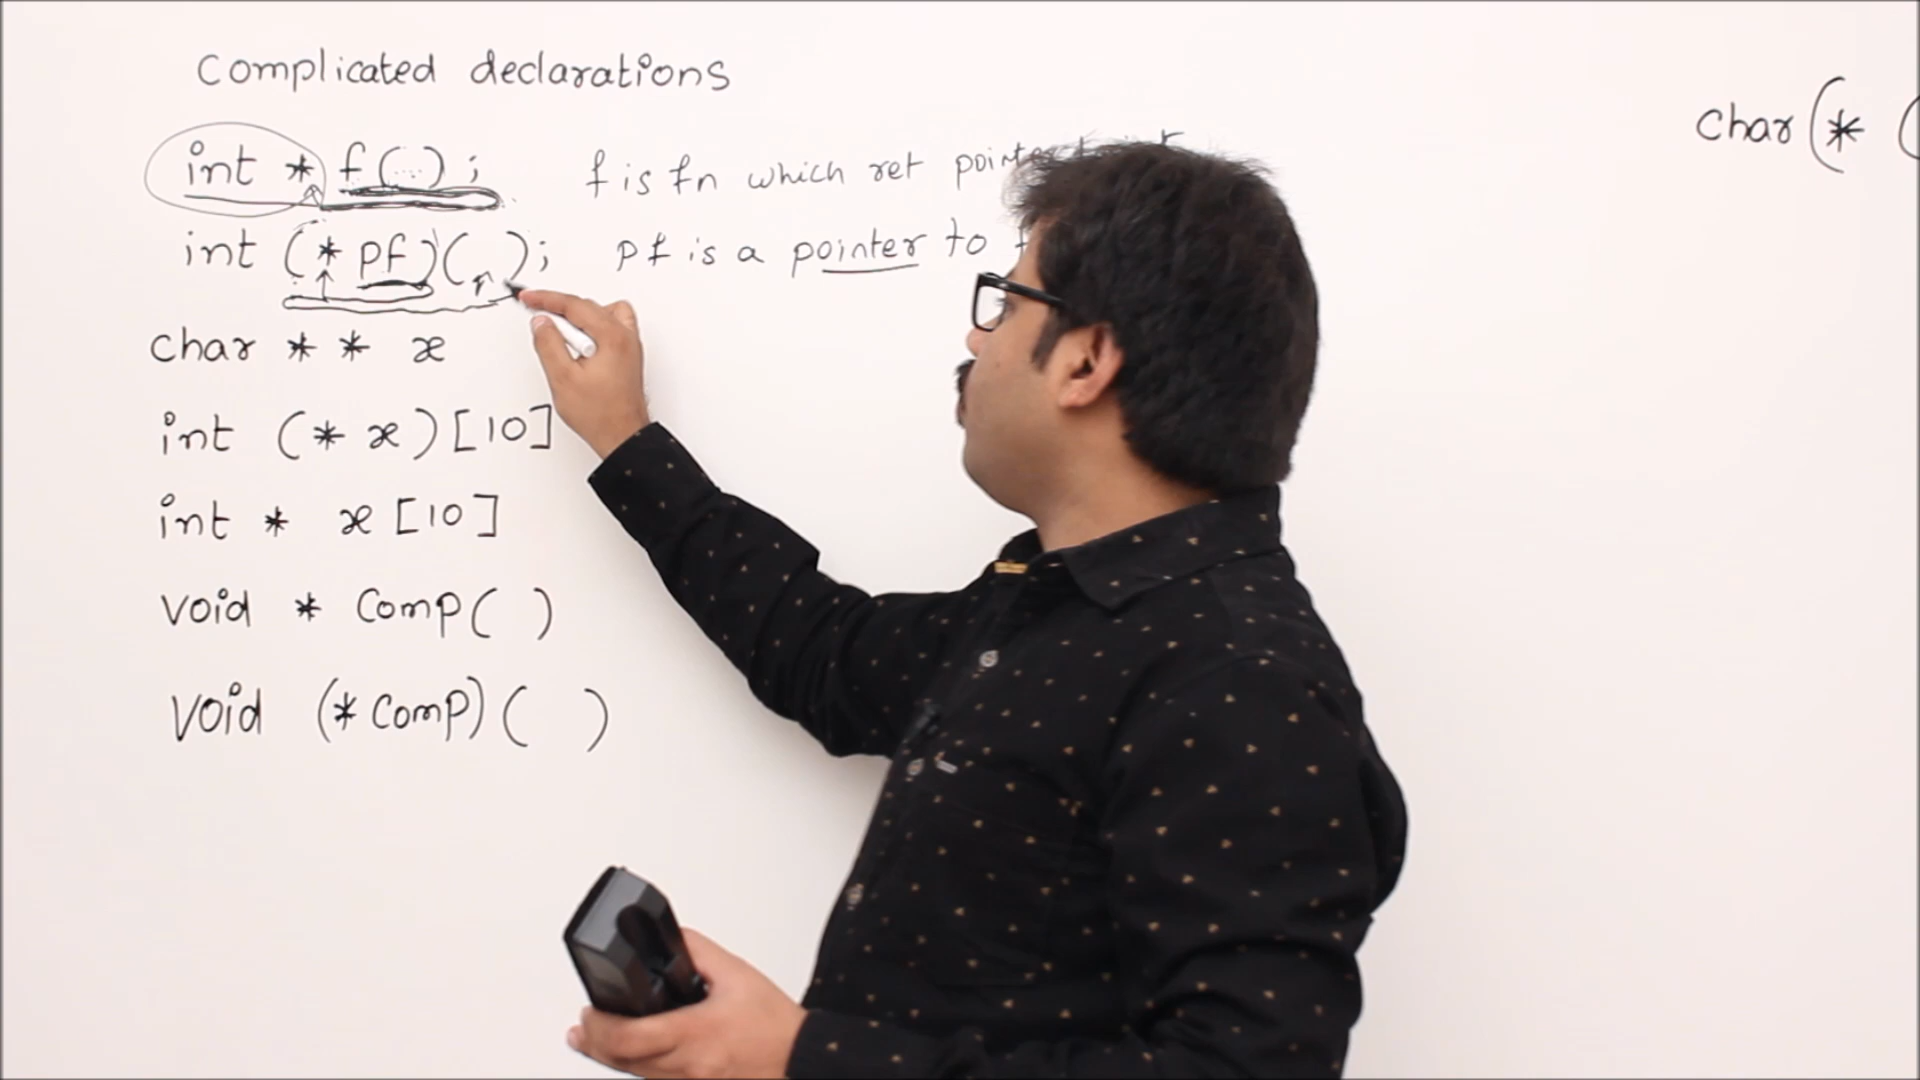 Complicated declarations
int * f(...); f is fn which ret pointer
int (* pf)( ); pf is a pointer to
char * * x
int (* x)[10]
int * x[10]
void * Comp( )
void (* Comp)( )
char (* (